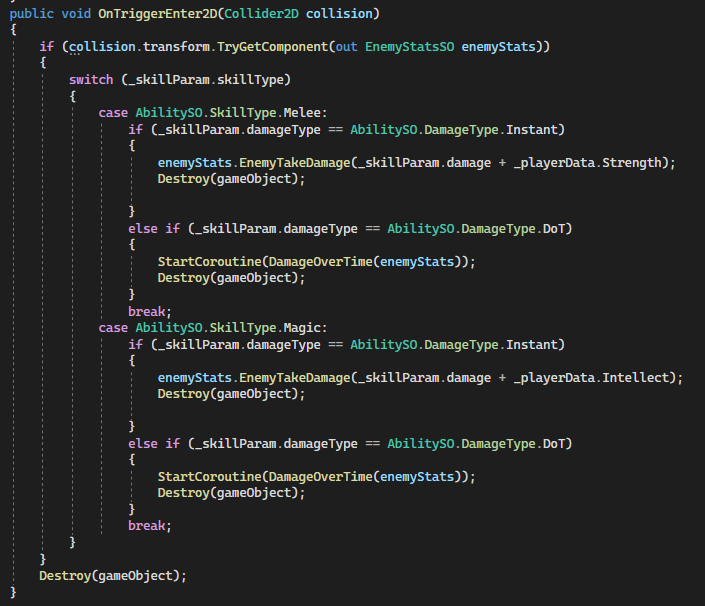 public void OnTriggerEnter2D(Collider2D collision)
{
if (collision.transform.TryGetComponent(out EnemyStatsSO enemyStats))
{
switch (_skillParam.skillType)
{
case AbilitySO.SkillType.Melee:
if (_skillParam.damageType == AbilitySO.DamageType.Instant)
{
enemyStats.EnemyTakeDamage(_skillParam.damage + _playerData.Strength);
Destroy(gameObject);
}
else if (_skillParam.damageType == AbilitySO.DamageType.DoT)
{
StartCoroutine(DamageOverTime(enemyStats));
Destroy(gameObject);
}
break;
case AbilitySO.SkillType.Magic:
if (_skillParam.damageType == AbilitySO.DamageType.Instant)
{
enemyStats.EnemyTakeDamage(_skillParam.damage + _playerData.Intellect);
Destroy(gameObject);
}
else if (_skillParam.damageType == AbilitySO.DamageType.DoT)
{
StartCoroutine(DamageOverTime(enemyStats));
Destroy(gameObject);
}
break;
}
}
Destroy(gameObject);
}